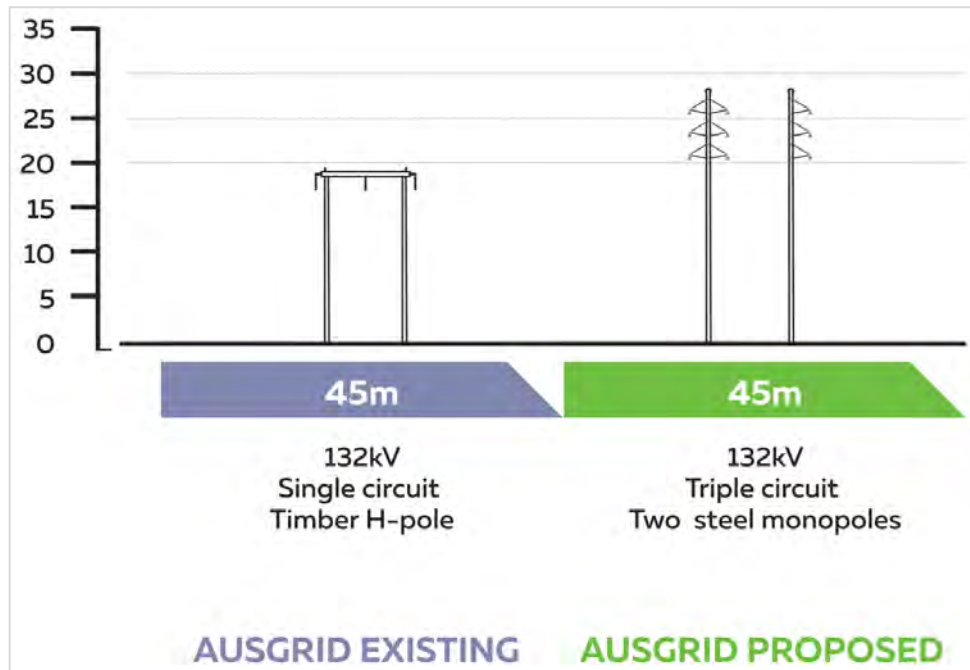 35
30
25
20
15
10
5
0
45m
45m
132kV
Single circuit
Timber H-pole
132kV
Triple circuit
Two steel monopoles
AUSGRID EXISTING
AUSGRID PROPOSED